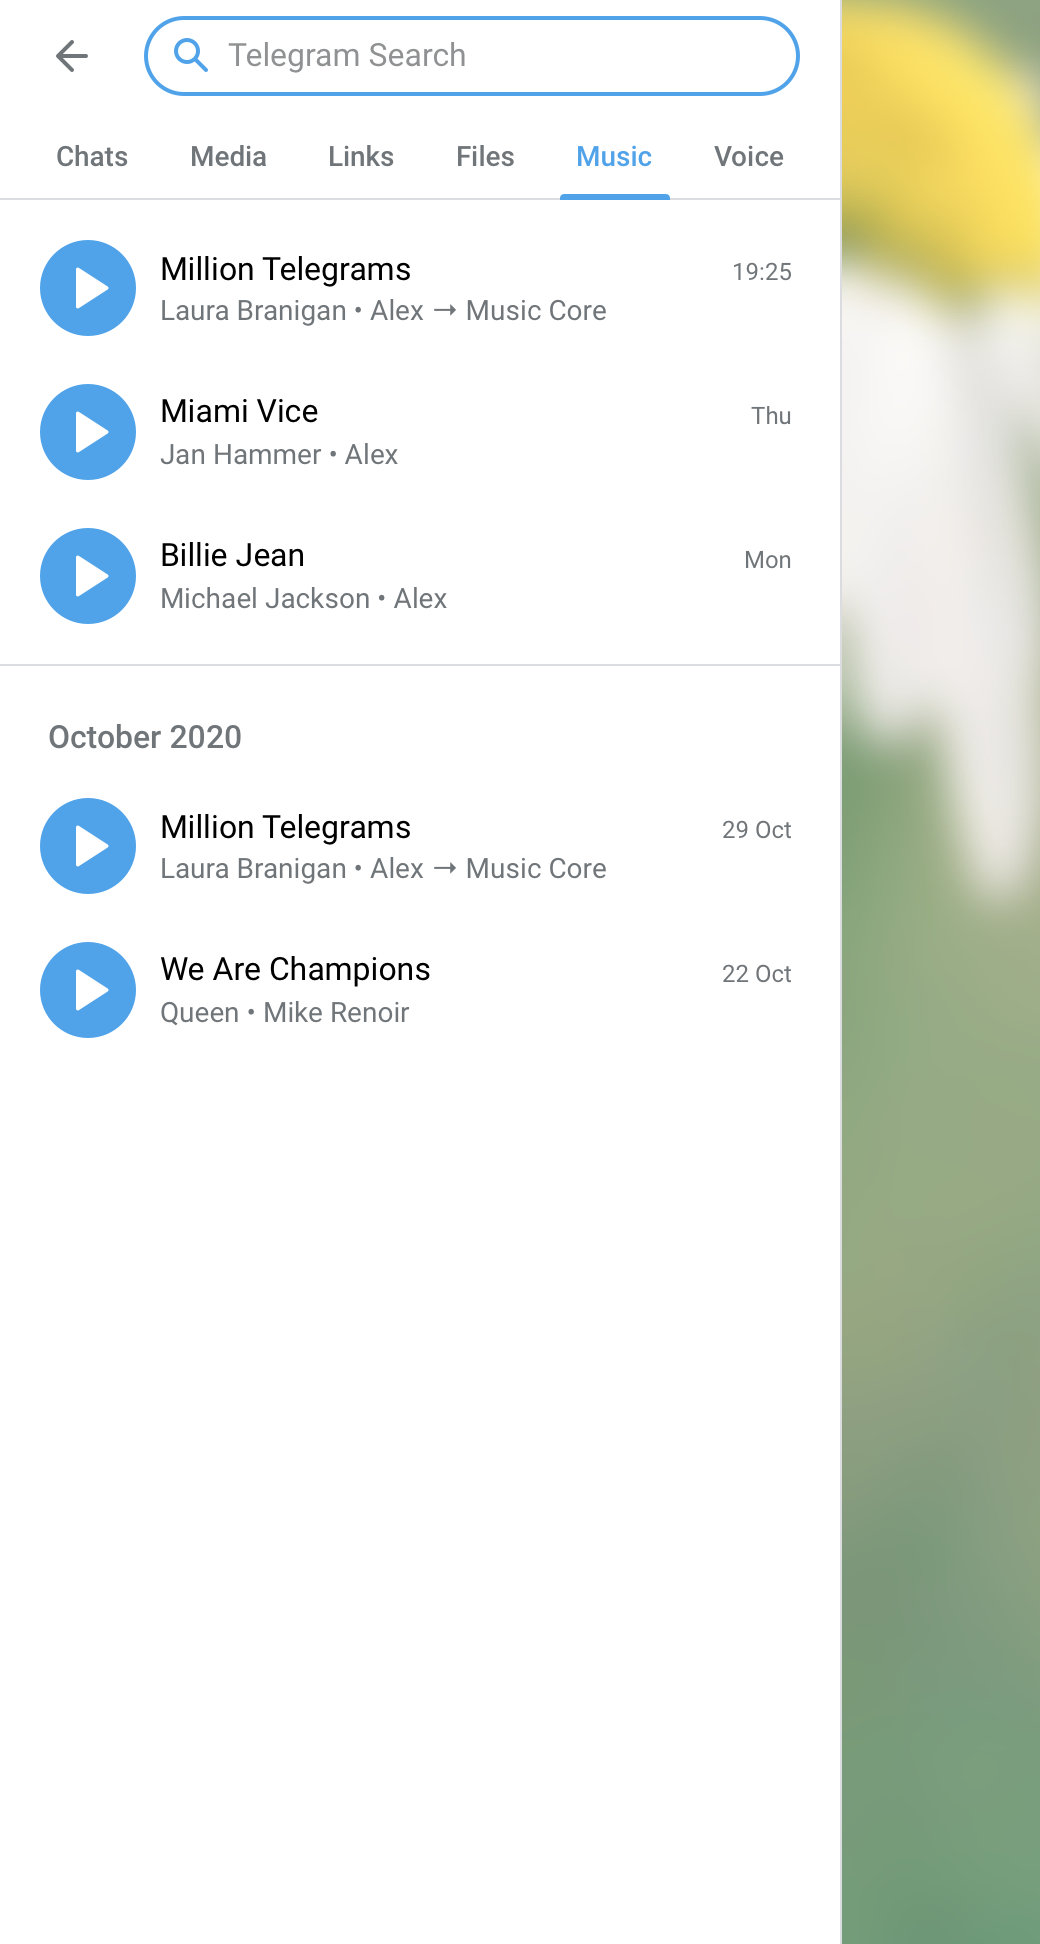 Telegram Search
Chats Media Links Files Music Voice
Million Telegrams 19:25
Laura Branigan • Alex → Music Core
Miami Vice Thu
Jan Hammer • Alex
Billie Jean Mon
Michael Jackson • Alex
October 2020
Million Telegrams 29 Oct
Laura Branigan • Alex → Music Core
We Are Champions 22 Oct
Queen • Mike Renoir